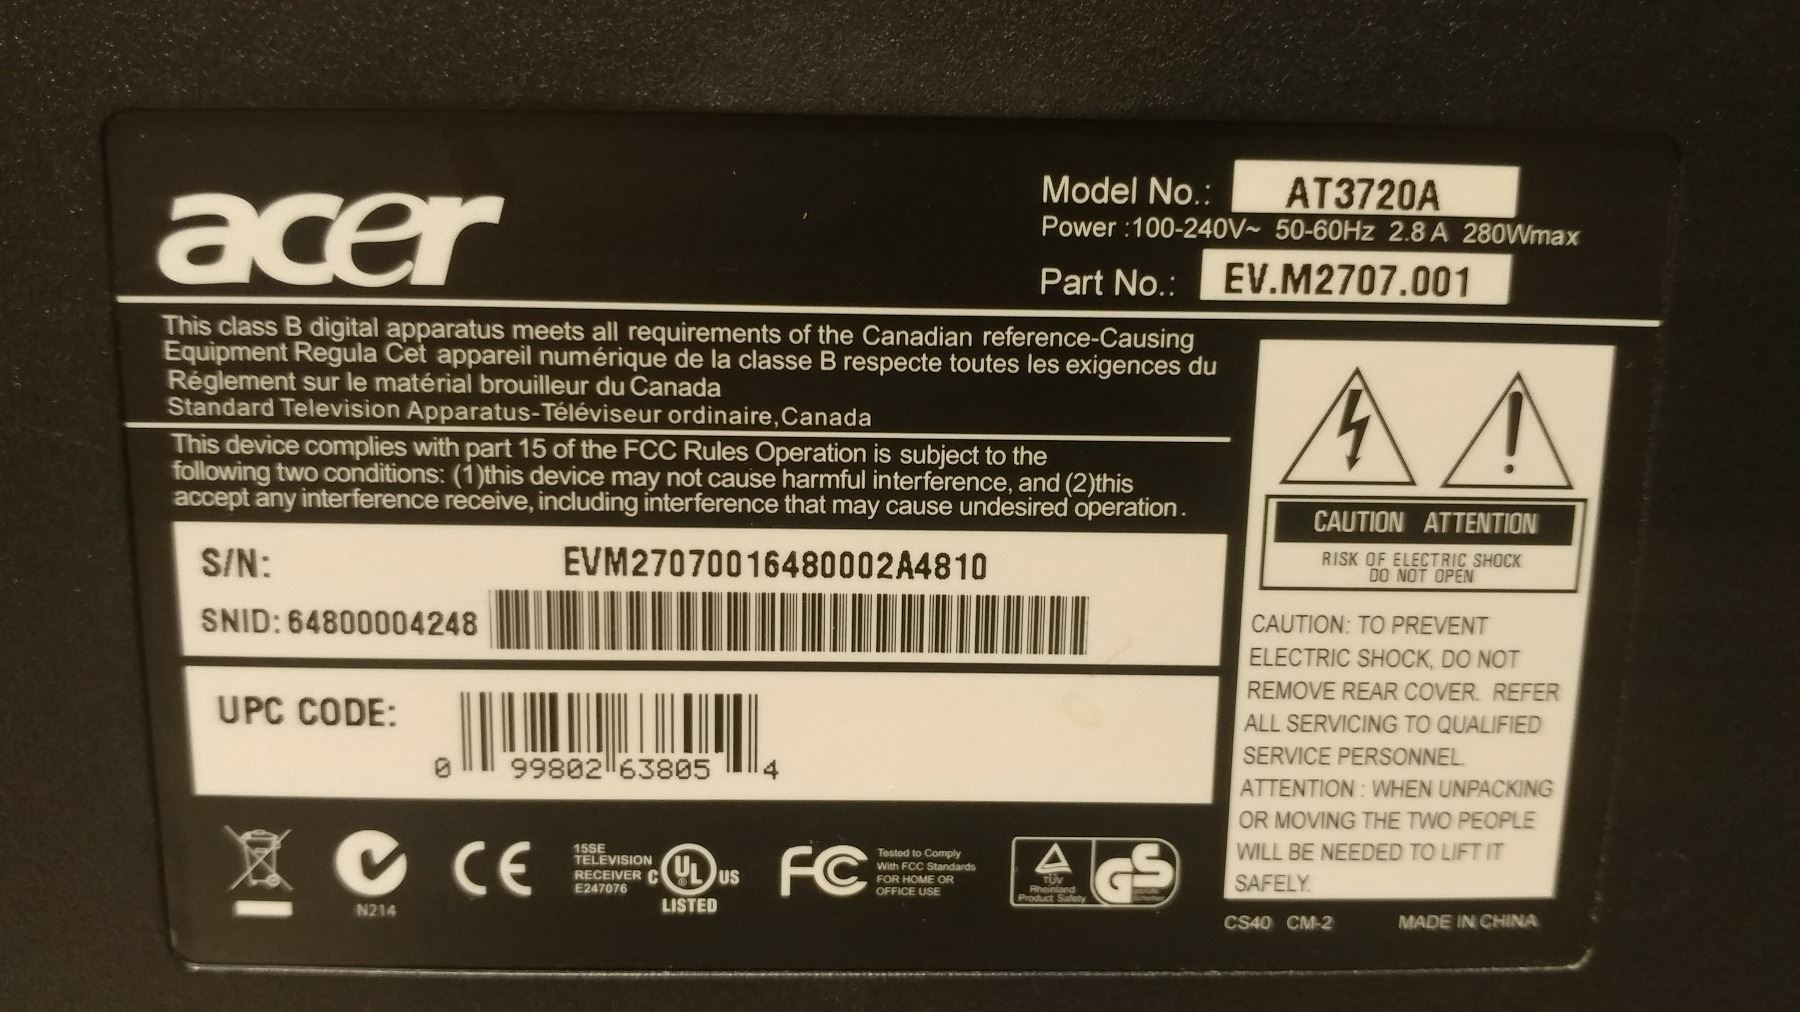 acer
Model No.: AT3720A
Power :100-240V~ 50-60Hz 2.8 A 280Wmax
Part No.: EV.M2707.001
This class B digital apparatus meets all requirements of the Canadian reference-Causing
Equipment Regula Cet appareil numérique de la classe B respecte toutes les exigences du
Réglement sur le matérial brouilleur du Canada
Standard Television Apparatus-Téléviseur ordinaire,Canada
This device complies with part 15 of the FCC Rules Operation is subject to the
following two conditions: (1)this device may not cause harmful interference, and (2)this
accept any interference receive, including interference that may cause undesired operation.
S/N: EVM27070016480002A4810
SNID: 64800004248
UPC CODE:
0 99802 63805 4
N214
CE
15SE
TELEVISION
RECEIVER
E247076
C UL US
LISTED
FC
Tested to Comply
With FCC Standards
FOR HOME OR
OFFICE USE
TÜV
Rheinland
Product Safety
GS
CAUTION ATTENTION
RISK OF ELECTRIC SHOCK
DO NOT OPEN
CAUTION: TO PREVENT
ELECTRIC SHOCK, DO NOT
REMOVE REAR COVER. REFER
ALL SERVICING TO QUALIFIED
SERVICE PERSONNEL.
ATTENTION : WHEN UNPACKING
OR MOVING THE TWO PEOPLE
WILL BE NEEDED TO LIFT IT
SAFELY.
CS40 CM-2 MADE IN CHINA